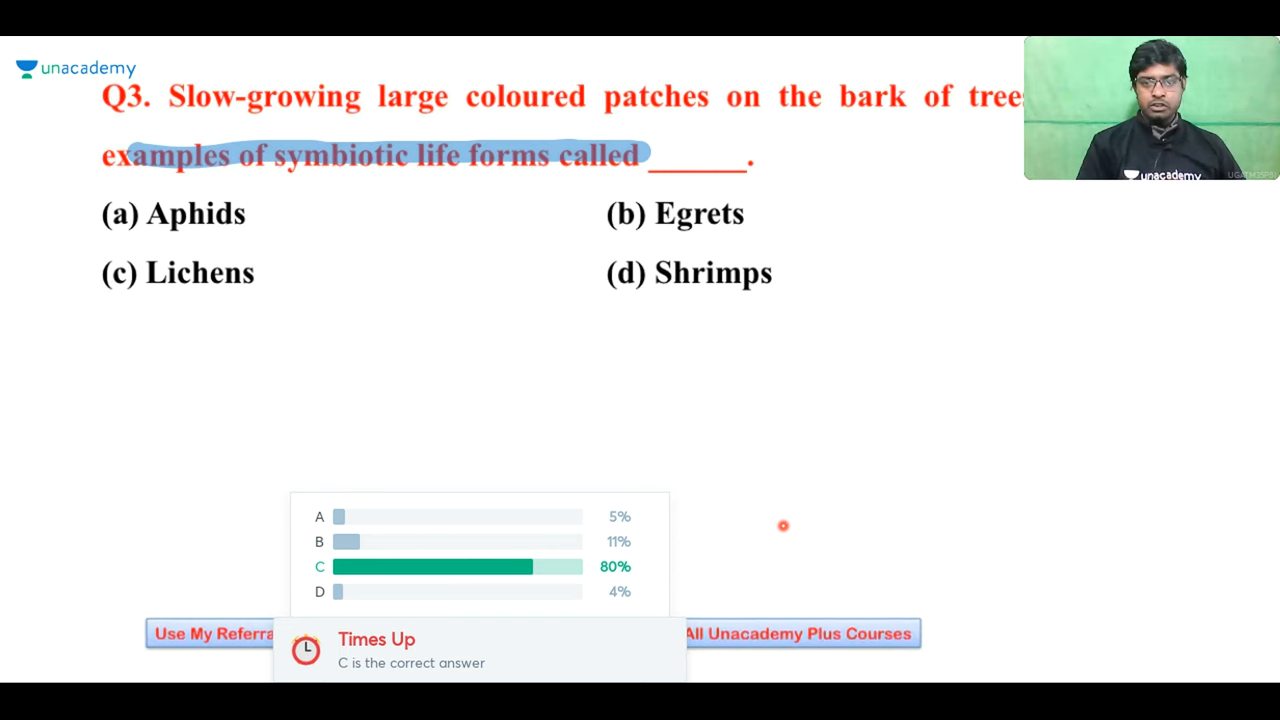 unacademy
Q3. Slow-growing large coloured patches on the bark of trees
examples of symbiotic life forms called ______.
(a) Aphids (b) Egrets
(c) Lichens (d) Shrimps
unacademy
UGATM25P8
A 5%
B 11%
C 80%
D 4%
Use My Referra All Unacademy Plus Courses
Times Up
C is the correct answer